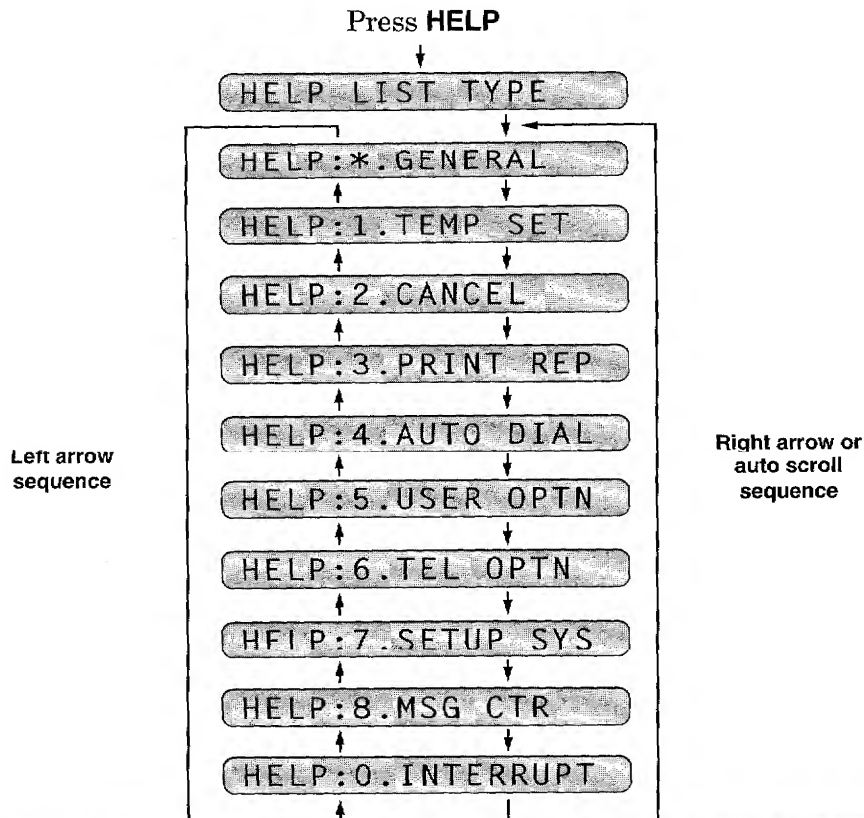 Press HELP
HELP LIST TYPE
HELP:*.GENERAL
HELP:1.TEMP SET
HELP:2.CANCEL
HELP:3.PRINT REP
HELP:4.AUTO DIAL
Left arrow
sequence
Right arrow or
auto scroll
sequence
HELP:5.USER OPTN
HELP:6.TEL OPTN
HELP:7.SETUP SYS
HELP:8.MSG CTR
HELP:0.INTERRUPT